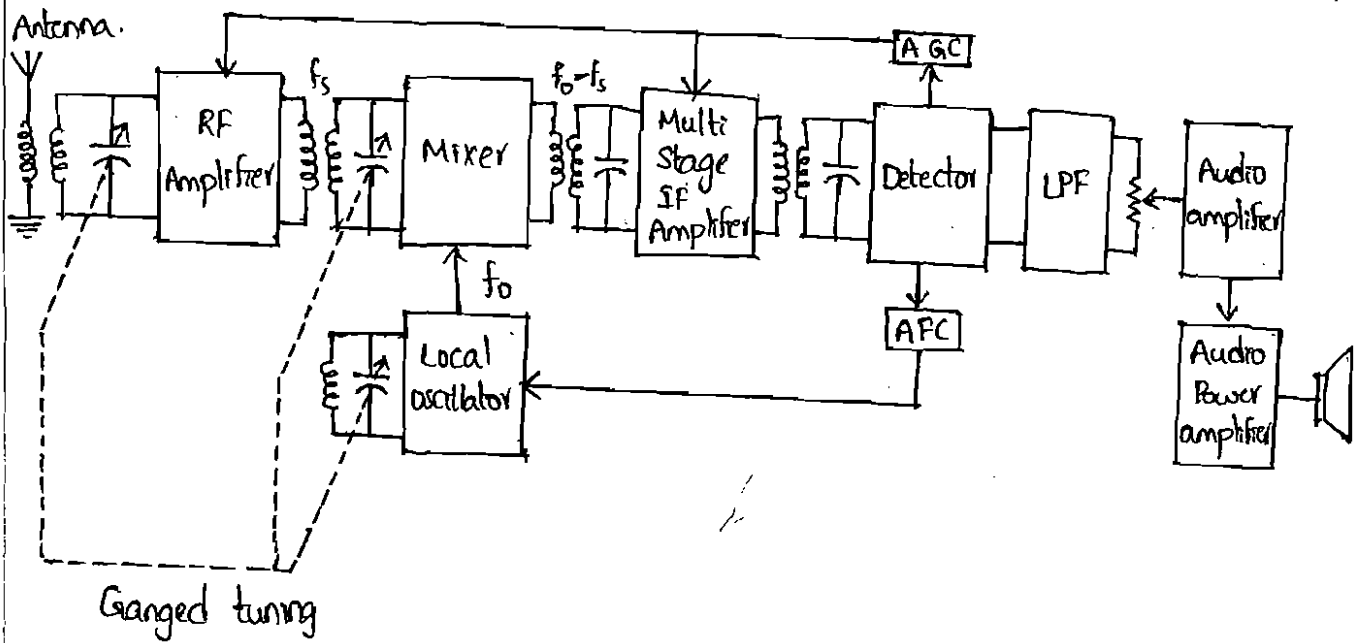 Antenna.
AGC
fs
fo-fs
RF
Amplifier
Mixer
Multi
Stage
IF
Amplifier
Detector
LPF
Audio
amplifier
fo
AFC
Local
oscillator
Audio
Power
amplifier
Ganged tuning